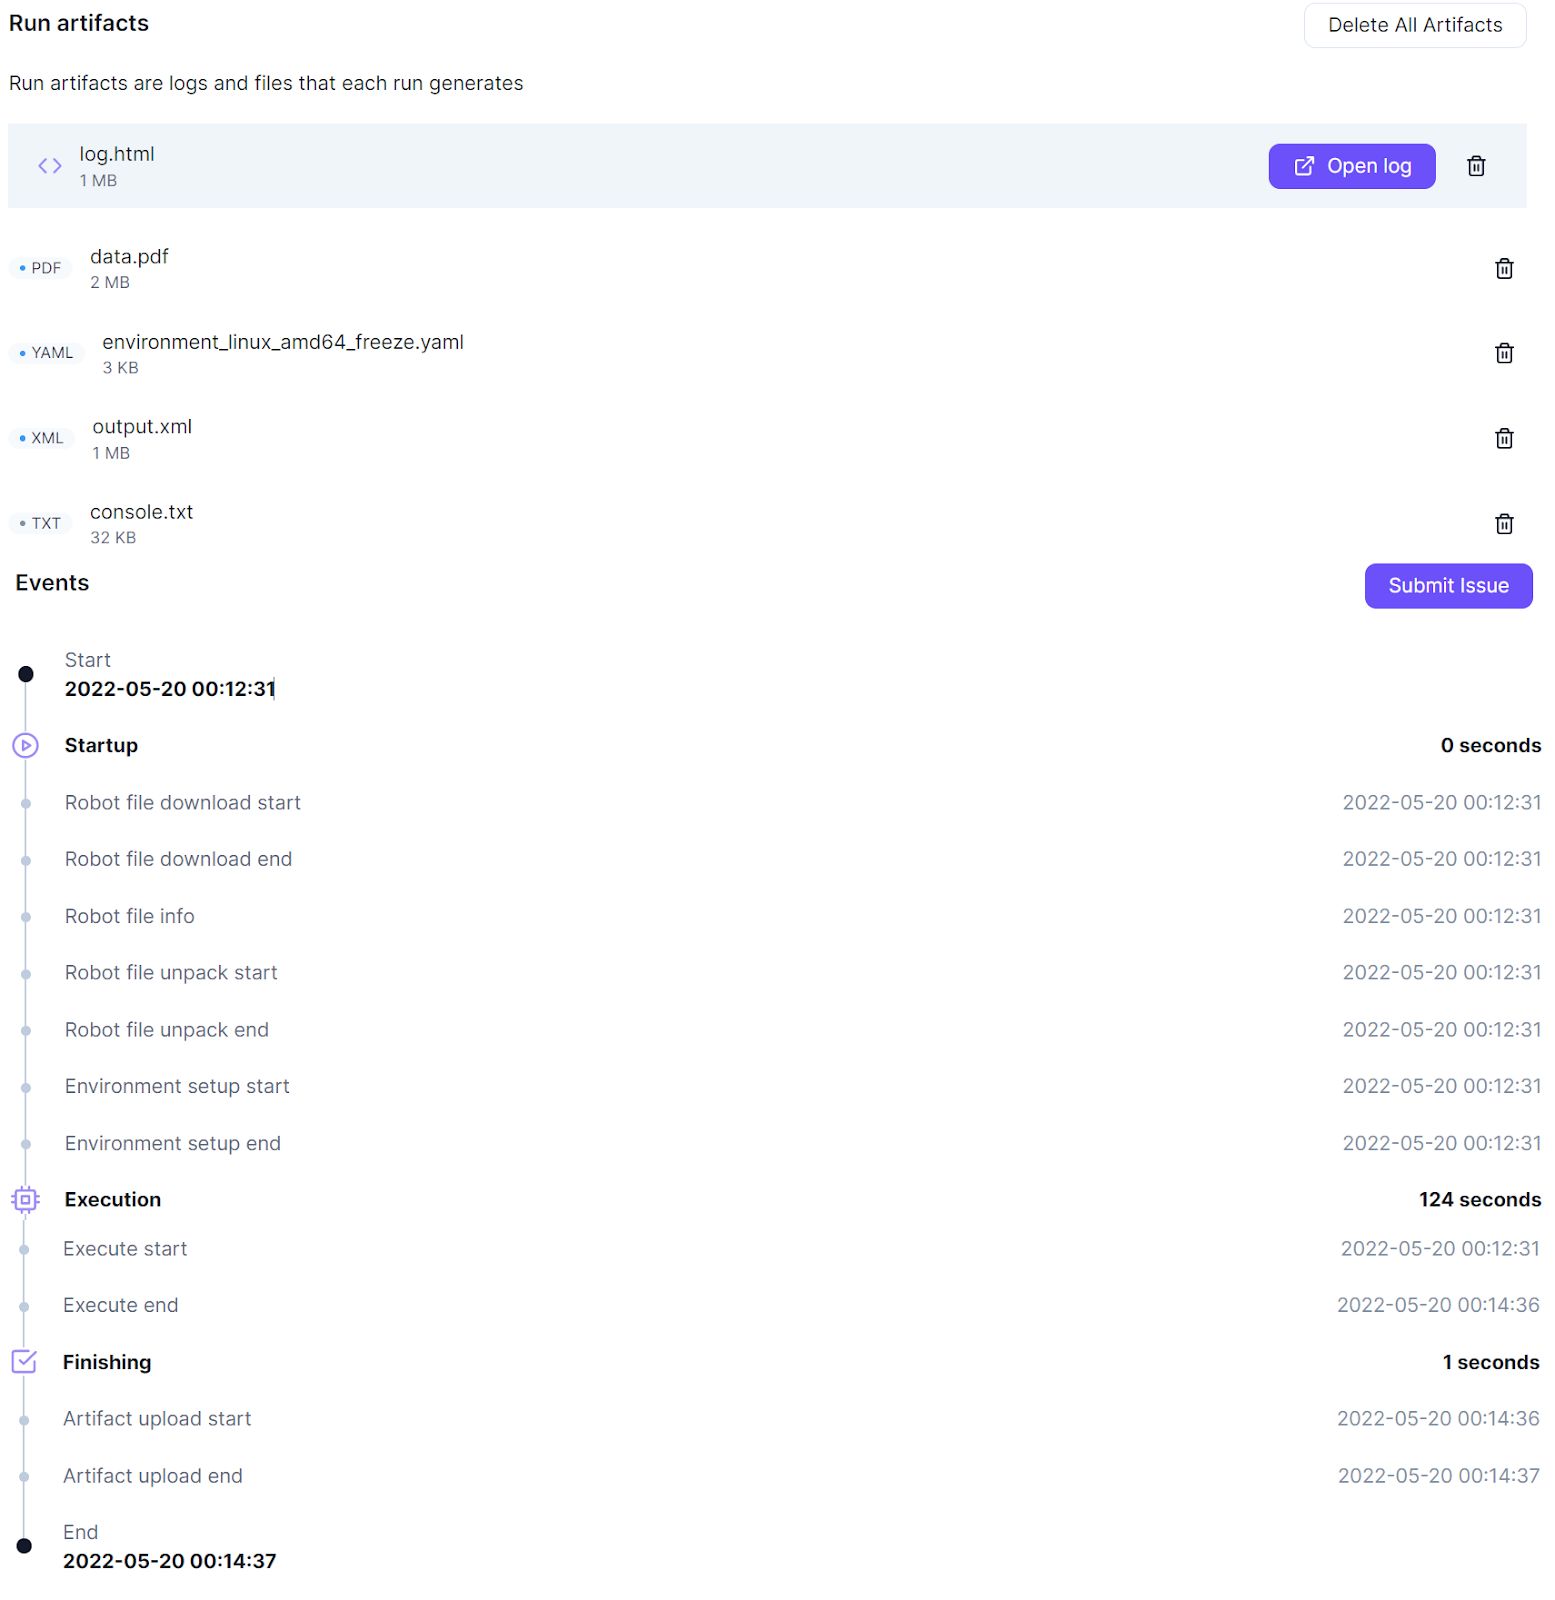 Run artifacts
Delete All Artifacts
Run artifacts are logs and files that each run generates
log.html
1 MB
Open log
PDF
data.pdf
2 MB
YAML
environment_linux_amd64_freeze.yaml
3 KB
XML
output.xml
1 MB
TXT
console.txt
32 KB
Events
Submit Issue
Start
2022-05-20 00:12:31
Startup 0 seconds
Robot file download start 2022-05-20 00:12:31
Robot file download end 2022-05-20 00:12:31
Robot file info 2022-05-20 00:12:31
Robot file unpack start 2022-05-20 00:12:31
Robot file unpack end 2022-05-20 00:12:31
Environment setup start 2022-05-20 00:12:31
Environment setup end 2022-05-20 00:12:31
Execution 124 seconds
Execute start 2022-05-20 00:12:31
Execute end 2022-05-20 00:14:36
Finishing 1 seconds
Artifact upload start 2022-05-20 00:14:36
Artifact upload end 2022-05-20 00:14:37
End
2022-05-20 00:14:37